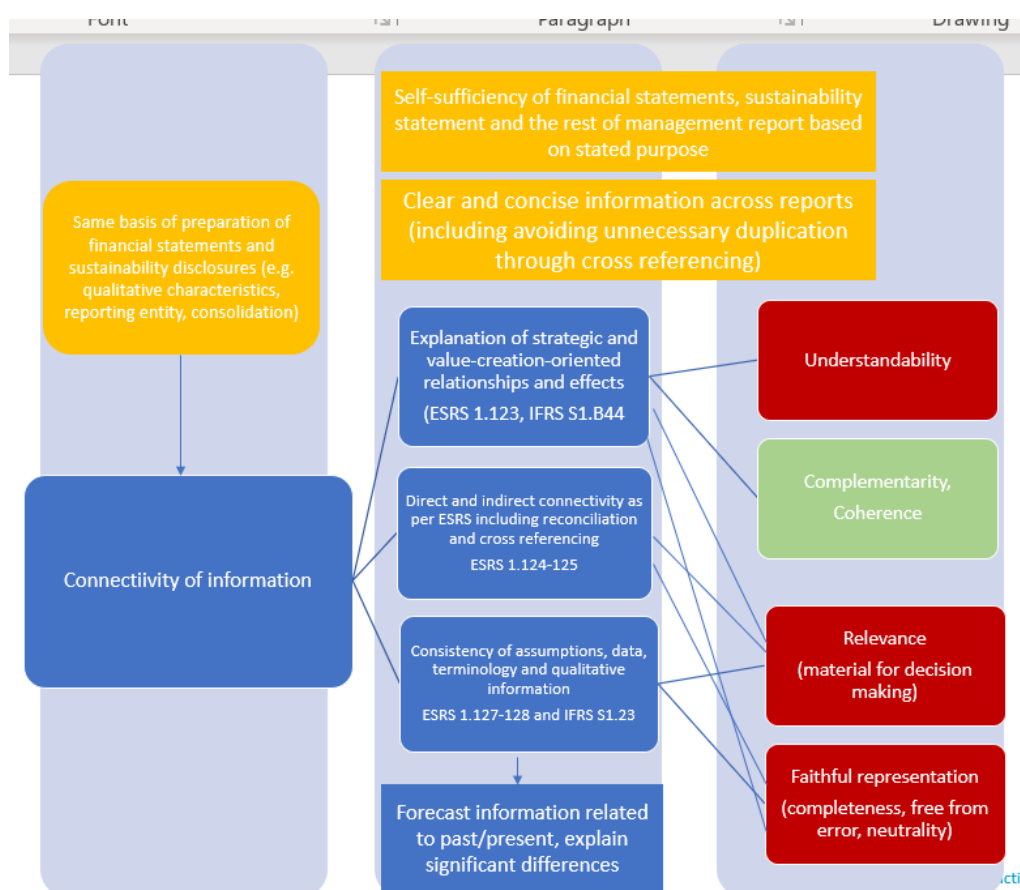 Font
Paragraph
Drawing
Self-sufficiency of financial statements, sustainability
statement and the rest of management report based
on stated purpose
Clear and concise information across reports
(including avoiding unnecessary duplication
through cross referencing)
Same basis of preparation of
financial statements and
sustainability disclosures (e.g.
qualitative characteristics,
reporting entity, consolidation)
Connectiivity of information
Explanation of strategic and
value-creation-oriented
relationships and effects
(ESRS 1.123, IFRS S1.B44
Direct and indirect connectivity as
per ESRS including reconciliation
and cross referencing
ESRS 1.124-125
Consistency of assumptions, data,
terminology and qualitative
information
ESRS 1.127-128 and IFRS S1.23
Forecast information related
to past/present, explain
significant differences
Understandability
Complementarity,
Coherence
Relevance
(material for decision
making)
Faithful representation
(completeness, free from
error, neutrality)